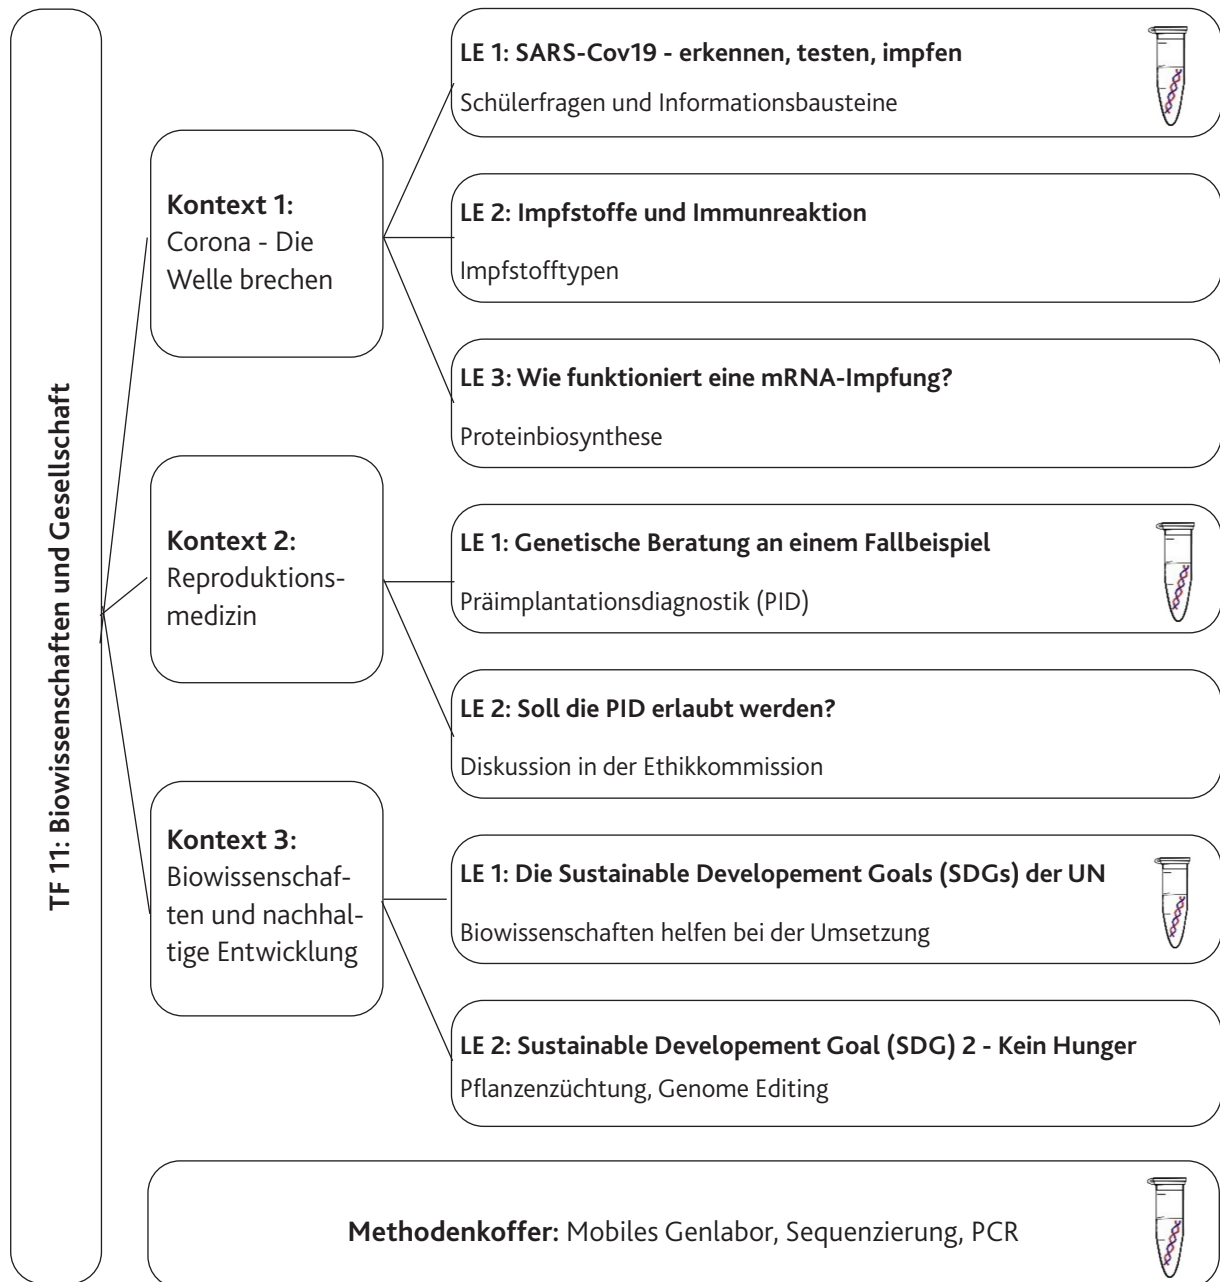 TF 11: Biowissenschaften und Gesellschaft
Kontext 1:
Corona - Die
Welle brechen
LE 1: SARS-Cov19 - erkennen, testen, impfen
Schülerfragen und Informationsbausteine
LE 2: Impfstoffe und Immunreaktion
Impfstofftypen
LE 3: Wie funktioniert eine mRNA-Impfung?
Proteinbiosynthese
Kontext 2:
Reproduktions-
medizin
LE 1: Genetische Beratung an einem Fallbeispiel
Präimplantationsdiagnostik (PID)
LE 2: Soll die PID erlaubt werden?
Diskussion in der Ethikkommission
Kontext 3:
Biowissenschaf-
ten und nachhal-
tige Entwicklung
LE 1: Die Sustainable Developement Goals (SDGs) der UN
Biowissenschaften helfen bei der Umsetzung
LE 2: Sustainable Developement Goal (SDG) 2 - Kein Hunger
Pflanzenzüchtung, Genome Editing
Methodenkoffer: Mobiles Genlabor, Sequenzierung, PCR